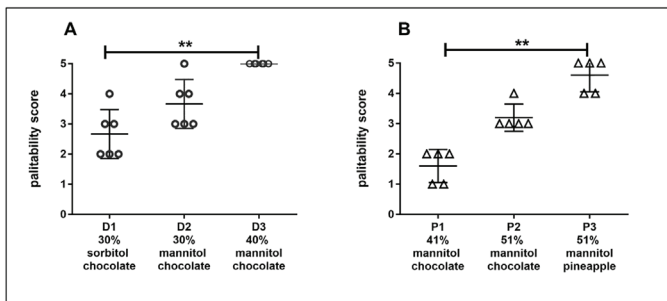 A
**
palitability score
5
4
3
2
1
0
D1
30%
sorbitol
chocolate
D2
30%
mannitol
chocolate
D3
40%
mannitol
chocolate
B
**
palitability score
5
4
3
2
1
0
P1
41%
mannitol
chocolate
P2
51%
mannitol
chocolate
P3
51%
mannitol
pineapple